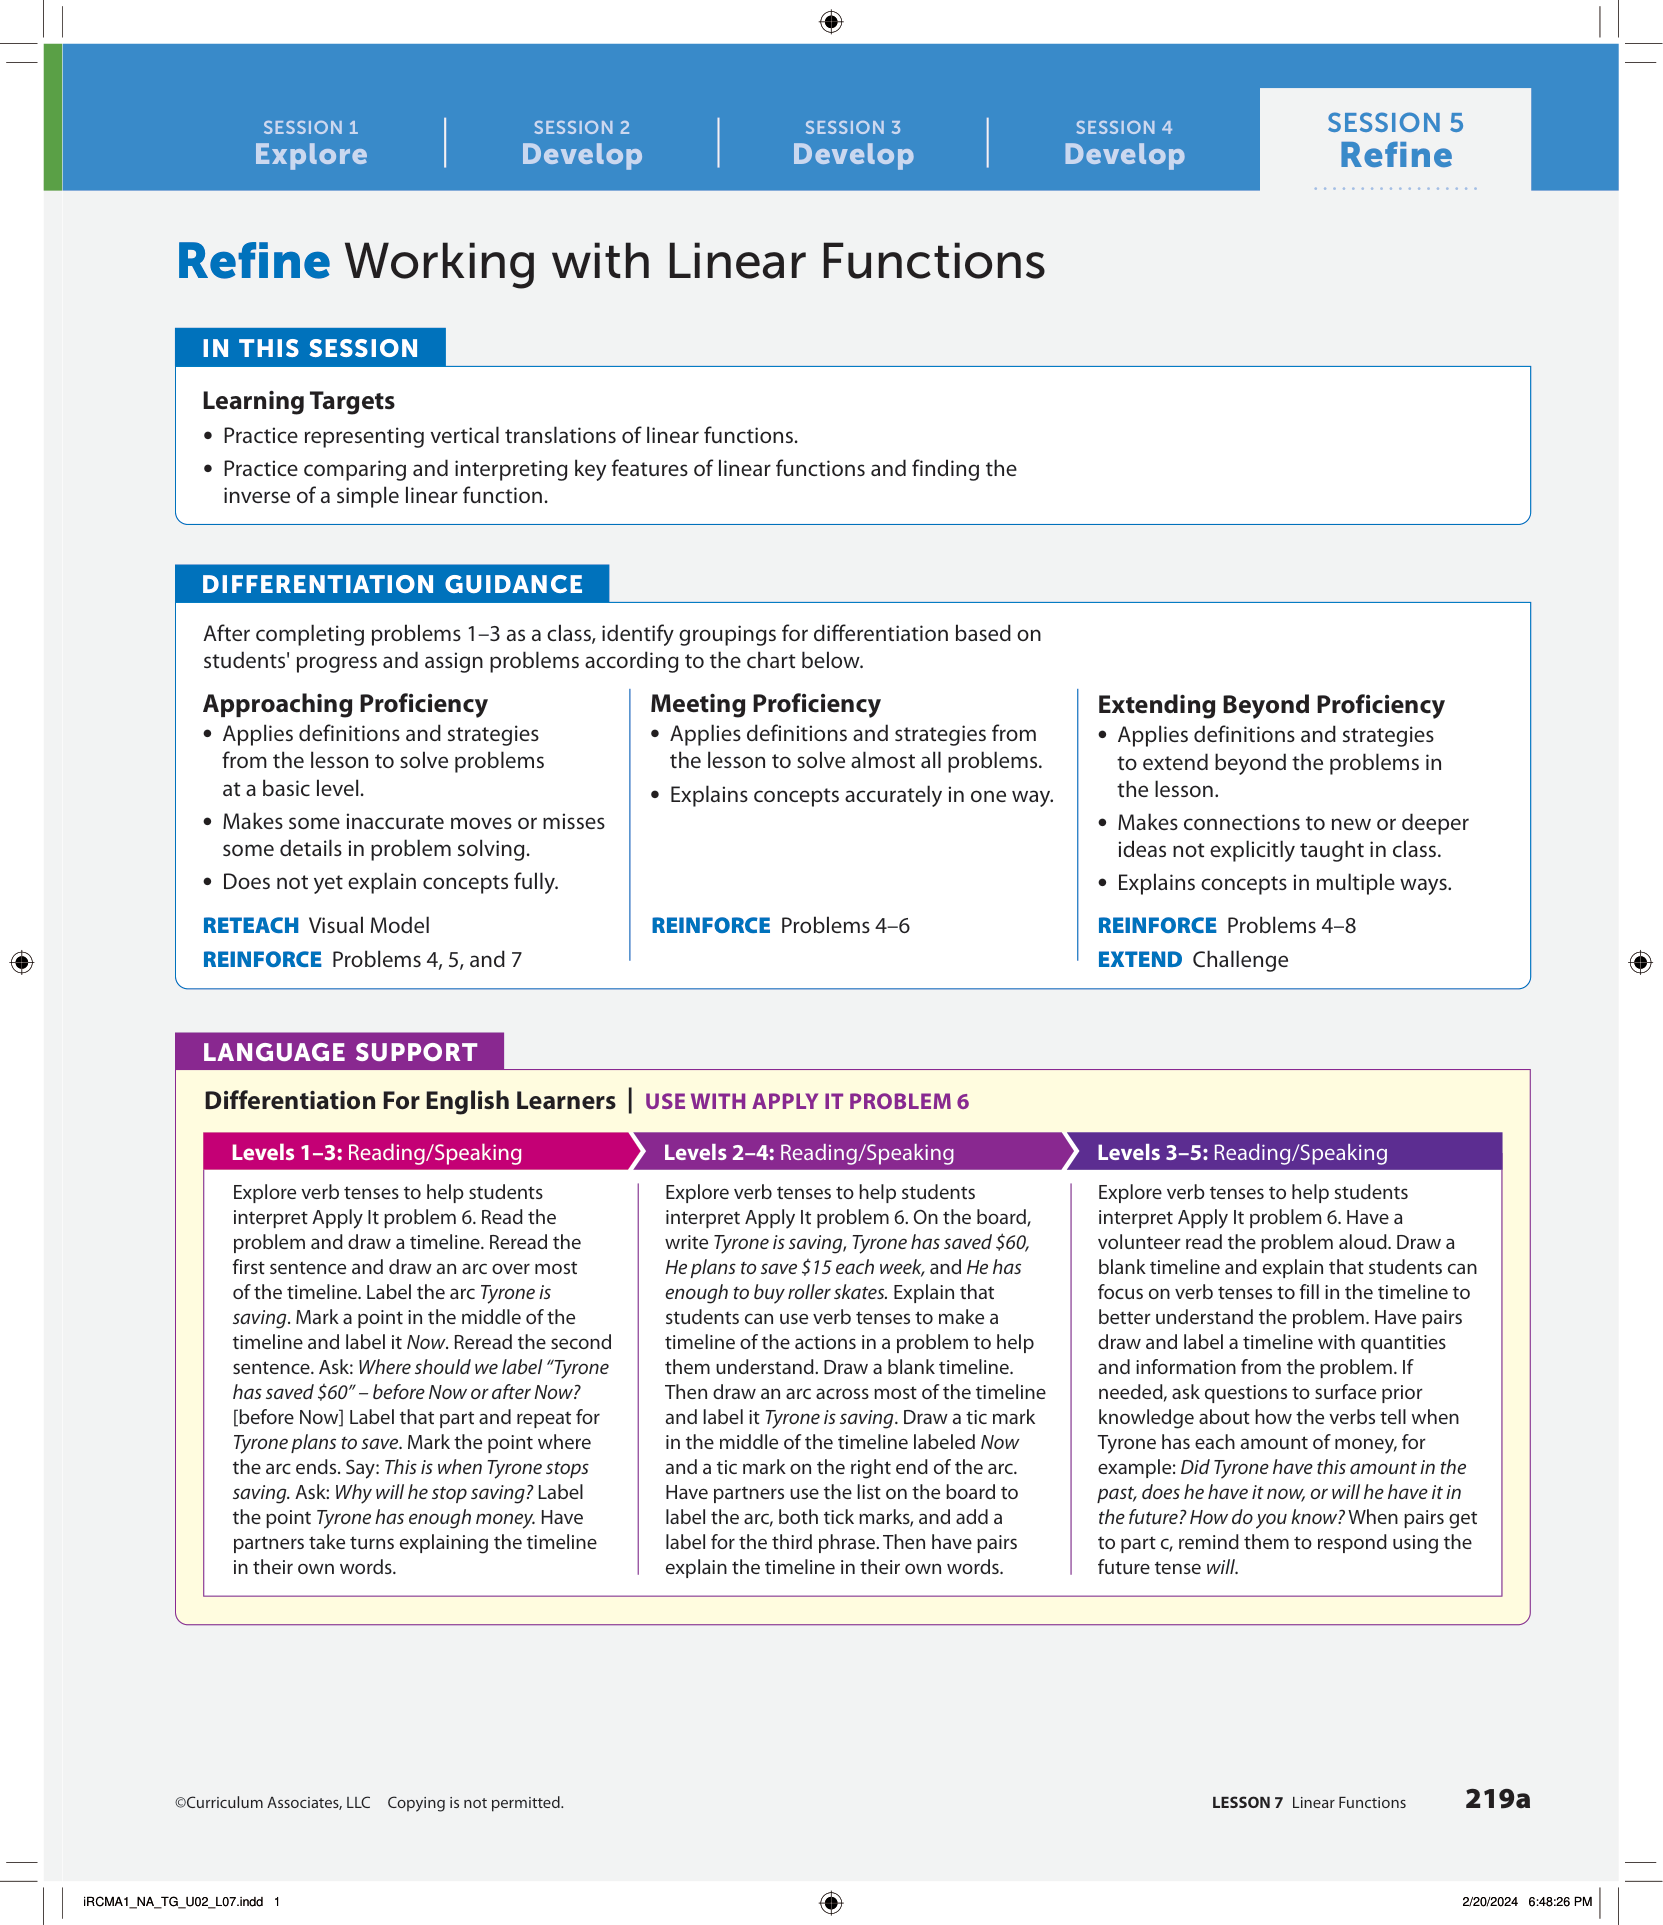 SESSION 1
Explore
SESSION 2
Develop
SESSION 3
Develop
SESSION 4
Develop
SESSION 5
Refine
Refine Working with Linear Functions
IN THIS SESSION
Learning Targets
• Practice representing vertical translations of linear functions.
• Practice comparing and interpreting key features of linear functions and finding the
inverse of a simple linear function.
DIFFERENTIATION GUIDANCE
After completing problems 1–3 as a class, identify groupings for differentiation based on
students' progress and assign problems according to the chart below.
Approaching Proficiency
• Applies definitions and strategies
from the lesson to solve problems
at a basic level.
• Makes some inaccurate moves or misses
some details in problem solving.
• Does not yet explain concepts fully.
RETEACH Visual Model
REINFORCE Problems 4, 5, and 7
Meeting Proficiency
• Applies definitions and strategies from
the lesson to solve almost all problems.
• Explains concepts accurately in one way.
REINFORCE Problems 4–6
Extending Beyond Proficiency
• Applies definitions and strategies
to extend beyond the problems in
the lesson.
• Makes connections to new or deeper
ideas not explicitly taught in class.
• Explains concepts in multiple ways.
REINFORCE Problems 4–8
EXTEND Challenge
LANGUAGE SUPPORT
Differentiation For English Learners | USE WITH APPLY IT PROBLEM 6
Levels 1–3: Reading/Speaking
Explore verb tenses to help students
interpret Apply It problem 6. Read the
problem and draw a timeline. Reread the
first sentence and draw an arc over most
of the timeline. Label the arc Tyrone is
saving. Mark a point in the middle of the
timeline and label it Now. Reread the second
sentence. Ask: Where should we label “Tyrone
has saved $60” – before Now or after Now?
[before Now] Label that part and repeat for
Tyrone plans to save. Mark the point where
the arc ends. Say: This is when Tyrone stops
saving. Ask: Why will he stop saving? Label
the point Tyrone has enough money. Have
partners take turns explaining the timeline
in their own words.
Levels 2–4: Reading/Speaking
Explore verb tenses to help students
interpret Apply It problem 6. On the board,
write Tyrone is saving, Tyrone has saved $60,
He plans to save $15 each week, and He has
enough to buy roller skates. Explain that
students can use verb tenses to make a
timeline of the actions in a problem to help
them understand. Draw a blank timeline.
Then draw an arc across most of the timeline
and label it Tyrone is saving. Draw a tic mark
in the middle of the timeline labeled Now
and a tic mark on the right end of the arc.
Have partners use the list on the board to
label the arc, both tick marks, and add a
label for the third phrase. Then have pairs
explain the timeline in their own words.
Levels 3–5: Reading/Speaking
Explore verb tenses to help students
interpret Apply It problem 6. Have a
volunteer read the problem aloud. Draw a
blank timeline and explain that students can
focus on verb tenses to fill in the timeline to
better understand the problem. Have pairs
draw and label a timeline with quantities
and information from the problem. If
needed, ask questions to surface prior
knowledge about how the verbs tell when
Tyrone has each amount of money, for
example: Did Tyrone have this amount in the
past, does he have it now, or will he have it in
the future? How do you know? When pairs get
to part c, remind them to respond using the
future tense will.
©Curriculum Associates, LLC Copying is not permitted.
LESSON 7 Linear Functions 219a
iRCMA1_NA_TG_U02_L07.indd 1
2/20/2024 6:48:26 PM